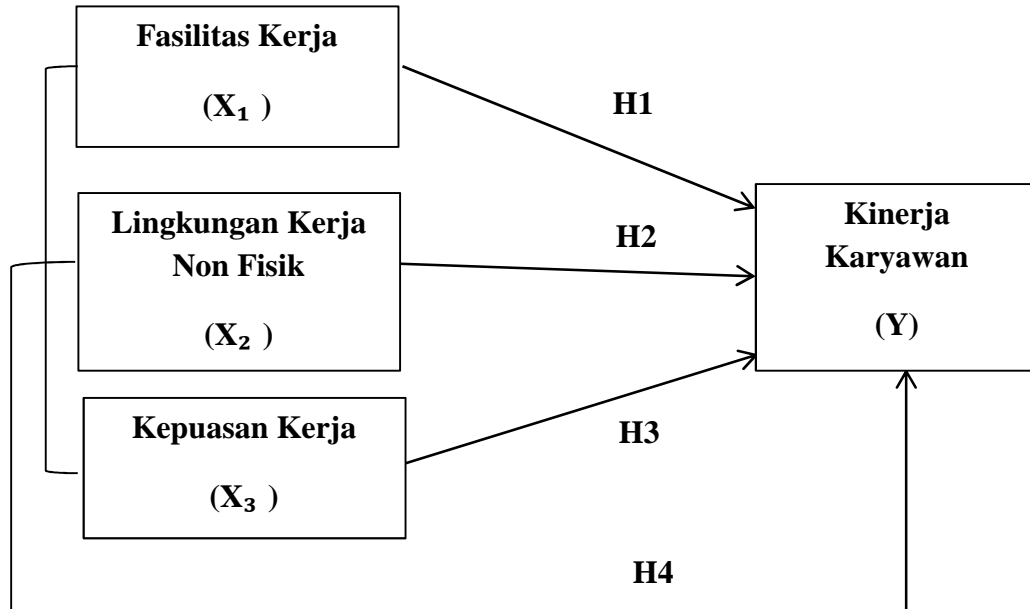 Fasilitas Kerja
(X₁ )
H1
Lingkungan Kerja
Non Fisik
(X₂ )
H2
Kinerja
Karyawan
(Y)
Kepuasan Kerja
(X₃ )
H3
H4